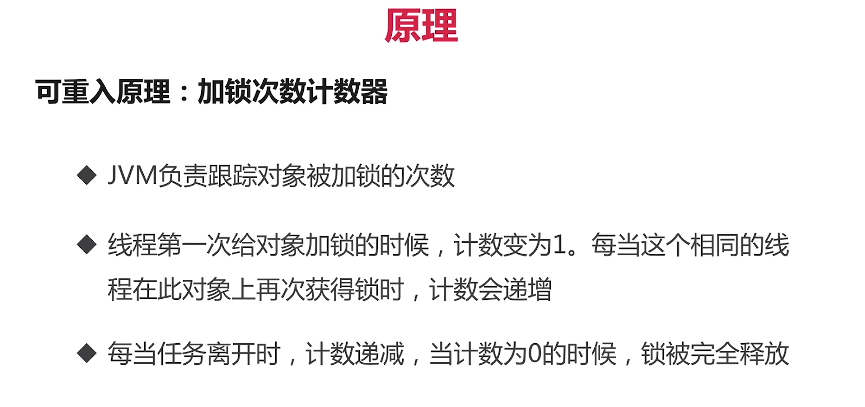 原理
可重入原理：加锁次数计数器
◆ JVM负责跟踪对象被加锁的次数
◆ 线程第一次给对象加锁的时候，计数变为1。每当这个相同的线
程在此对象上再次获得锁时，计数会递增
◆ 每当任务离开时，计数递减，当计数为0的时候，锁被完全释放